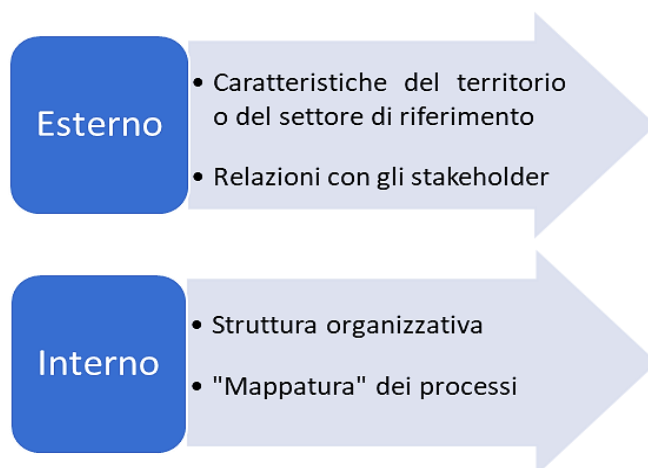 Esterno
• Caratteristiche del territorio
o del settore di riferimento
• Relazioni con gli stakeholder
Interno
• Struttura organizzativa
• "Mappatura" dei processi